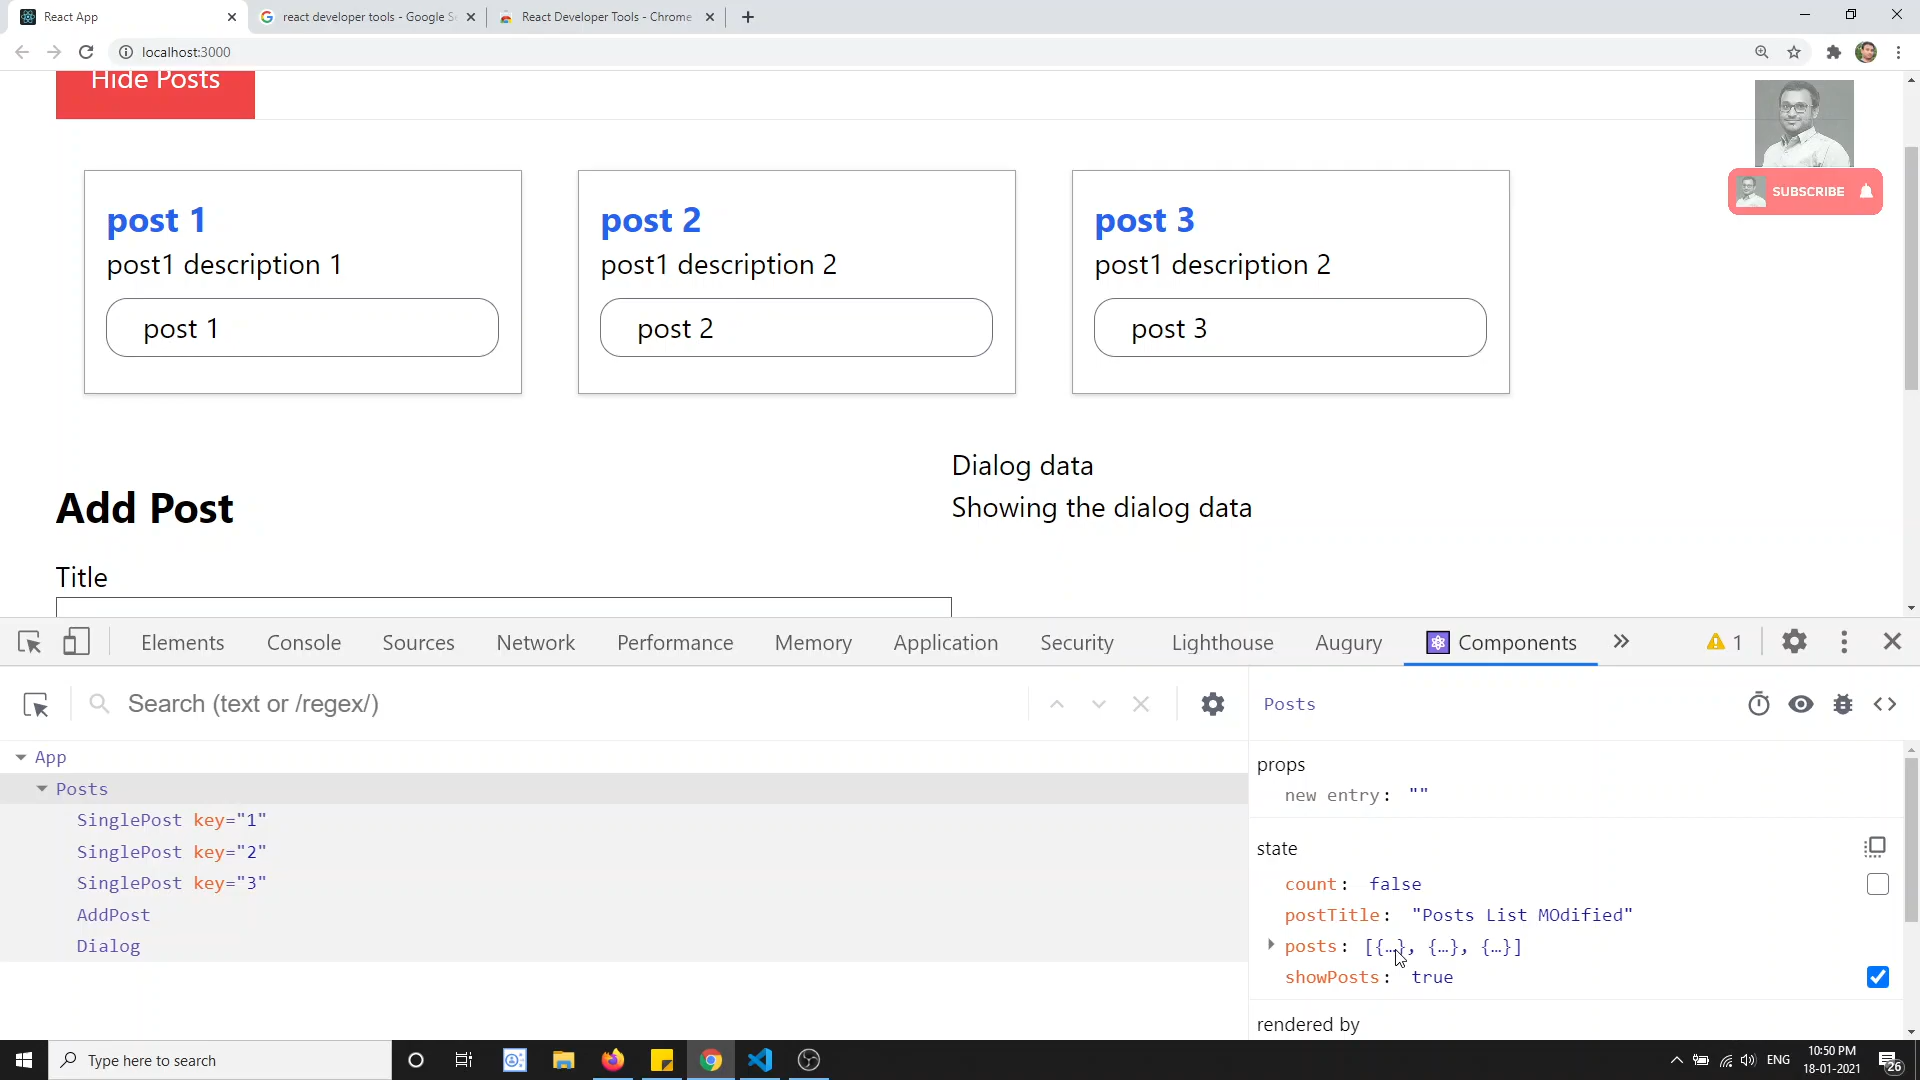 React App
react developer tools - Google Se
React Developer Tools - Chrome
localhost:3000
Hide Posts
SUBSCRIBE
post 1
post1 description 1
post 1
post 2
post1 description 2
post 2
post 3
post1 description 2
post 3
Dialog data
Showing the dialog data
Add Post
Title
Elements Console Sources Network Performance Memory Application Security Lighthouse Augury Components 1
Search (text or /regex/)
Posts
App
Posts
SinglePost key="1"
SinglePost key="2"
SinglePost key="3"
AddPost
Dialog
props
new entry: ""
state
count: false
postTitle: "Posts List MOdified"
posts: [{…}, {…}, {…}]
showPosts: true
rendered by
Type here to search
ENG
10:50 PM
18-01-2021
26